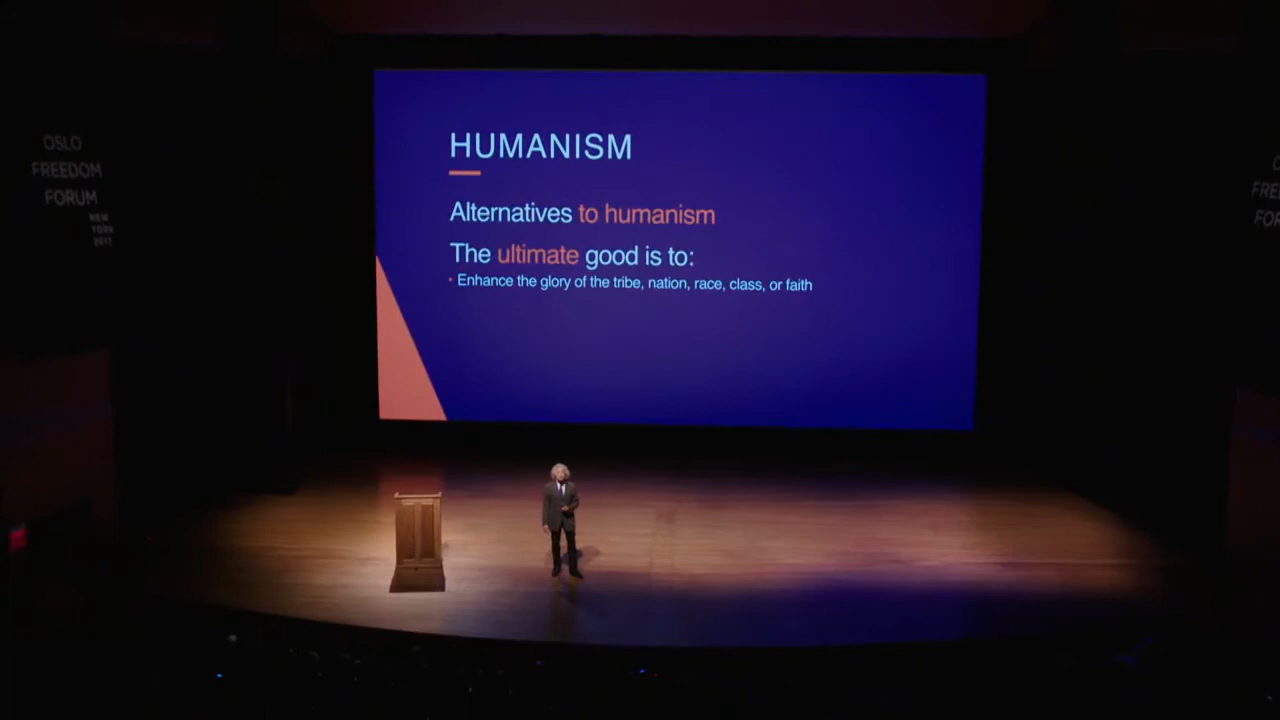 OSLO
FREEDOM
FORUM
NEW
YORK
2017
HUMANISM
Alternatives to humanism
The ultimate good is to:
• Enhance the glory of the tribe, nation, race, class, or faith